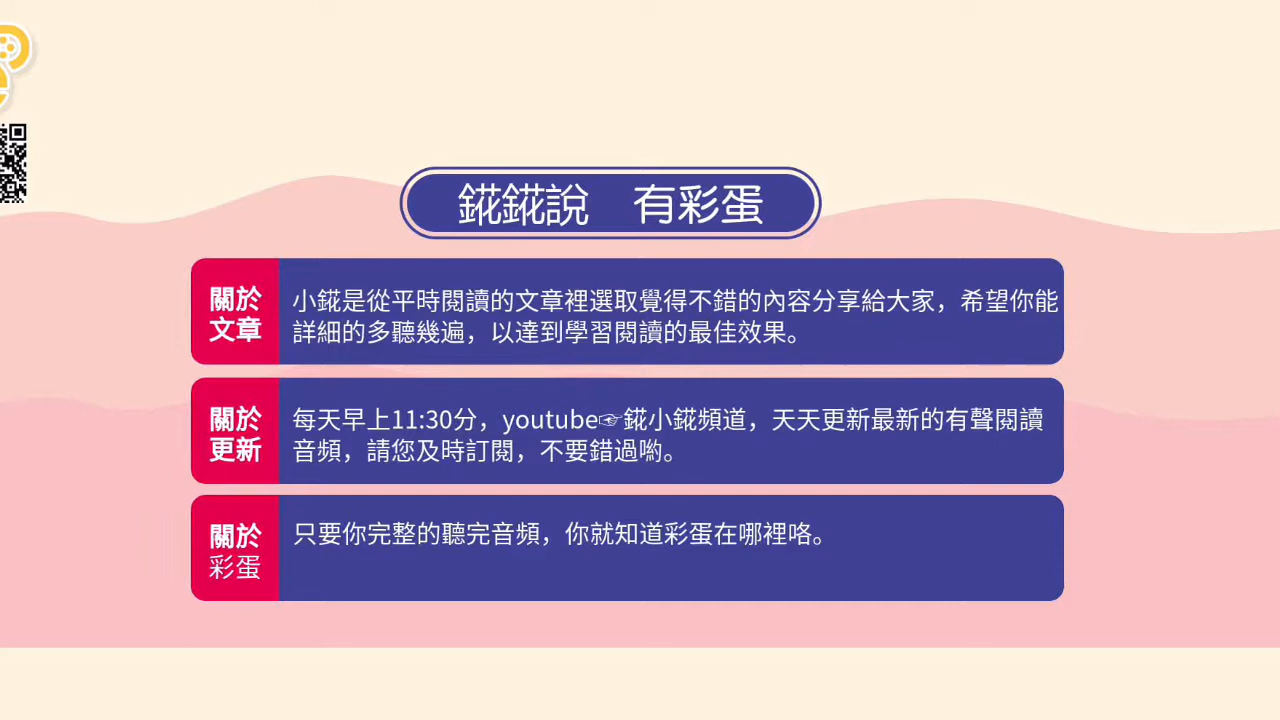 錵錵說 有彩蛋
關於
文章
小錵是從平時閱讀的文章裡選取覺得不錯的內容分享給大家，希望你能
詳細的多聽幾遍，以達到學習閱讀的最佳效果。
關於
更新
每天早上11:30分，youtube☞錵小錵頻道，天天更新最新的有聲閱讀
音頻，請您及時訂閱，不要錯過喲。
關於
彩蛋
只要你完整的聽完音頻，你就知道彩蛋在哪裡咯。